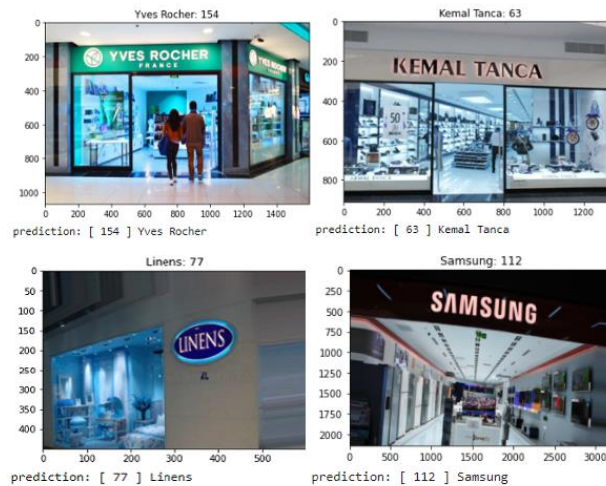 Yves Rocher: 154
0
200
400
600
800
1000
YVES ROCHER
FRANCE
YVES ROCHER
0 200 400 600 800 1000 1200 1400
prediction: [ 154 ] Yves Rocher
Kemal Tanca: 63
0
200
400
600
800
KEMAL TANCA
50
KEMAL TANCA
0 200 400 600 800 1000 1200
prediction: [ 63 ] Kemal Tanca
Linens: 77
0
50
100
150
200
250
300
350
400
LINENS
0 100 200 300 400 500
prediction: [ 77 ] Linens
Samsung: 112
0
250
500
750
1000
1250
1500
1750
2000
SAMSUNG
0 500 1000 1500 2000 2500 3000
prediction: [ 112 ] Samsung